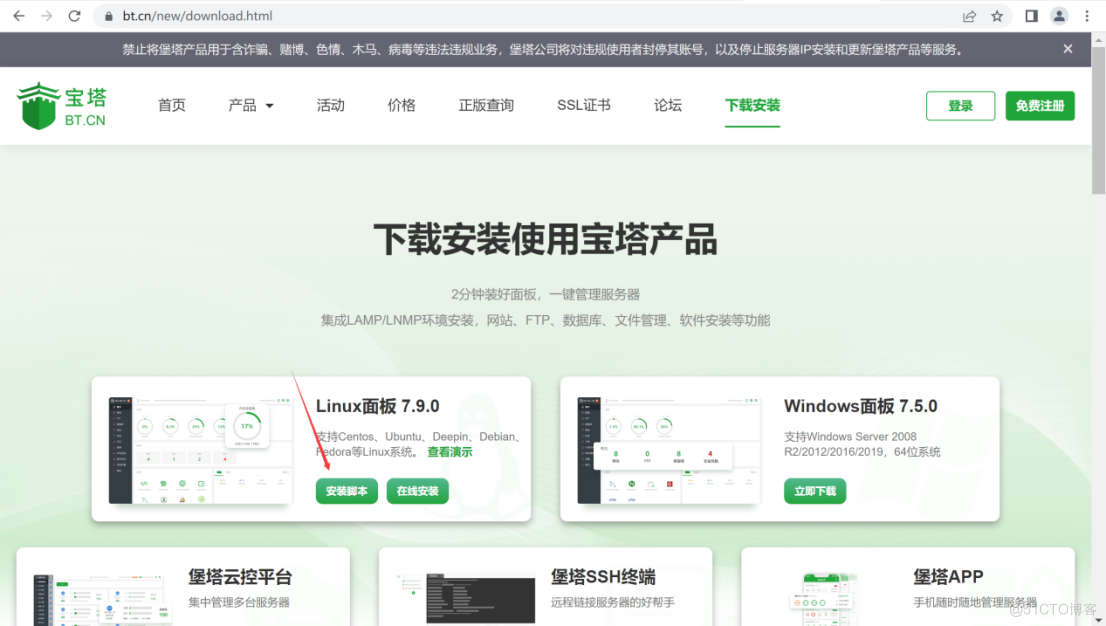 bt.cn/new/download.html
禁止将堡塔产品用于含诈骗、赌博、色情、木马、病毒等违法违规业务，堡塔公司将对违规使用者封停其账号，以及停止服务器IP安装和更新堡塔产品等服务。
宝塔
BT.CN
首页 产品 活动 价格 正版查询 SSL证书 论坛 下载安装 登录 免费注册
下载安装使用宝塔产品
2分钟装好面板，一键管理服务器
集成LAMP/LNMP环境安装，网站、FTP、数据库、文件管理、软件安装等功能
Linux面板 7.9.0
支持Centos、Ubuntu、Deepin、Debian、
Fedora等Linux系统。 查看演示
安装脚本 在线安装
17%
Windows面板 7.5.0
支持Windows Server 2008
R2/2012/2016/2019，64位系统
立即下载
堡塔云控平台
集中管理多台服务器
堡塔SSH终端
远程链接服务器的好帮手
堡塔APP
手机随时随地管理服务器
@51CTO博客